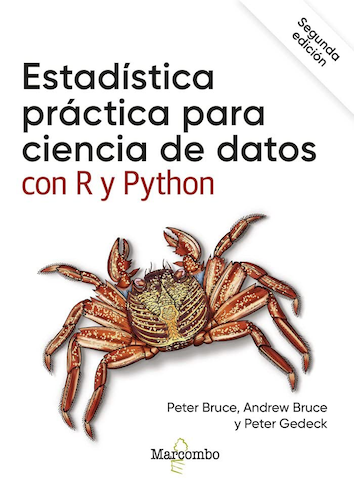 Segunda
edición
Estadística
práctica para
ciencia de datos
con R y Python
Peter Bruce, Andrew Bruce
y Peter Gedeck
Marcombo